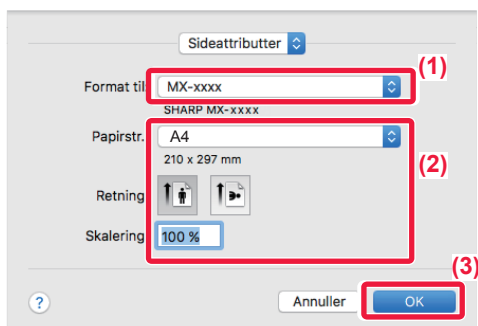 Sideattributter
(1)
Format til: MX-xxxx
SHARP MX-xxxx
Papirstr. A4
210 x 297 mm
(2)
Retning
Skalering 100 %
(3)
? Annuller OK